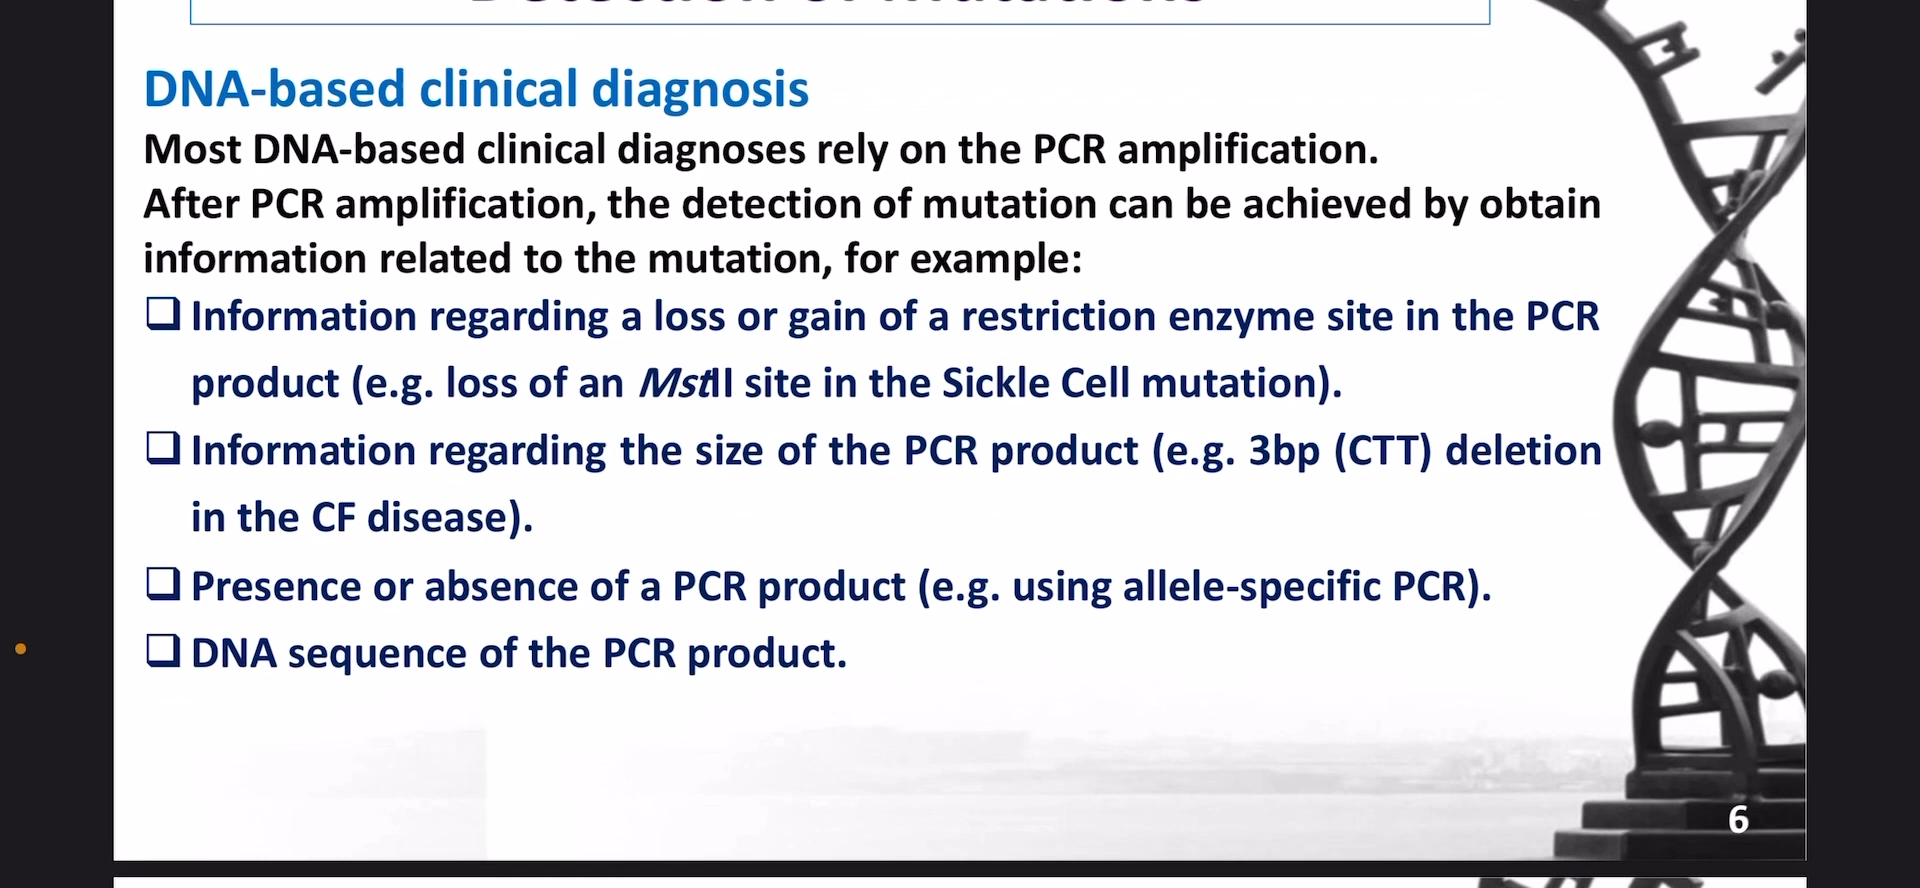 Detection of Mutations
DNA-based clinical diagnosis
Most DNA-based clinical diagnoses rely on the PCR amplification.
After PCR amplification, the detection of mutation can be achieved by obtain
information related to the mutation, for example:
❑ Information regarding a loss or gain of a restriction enzyme site in the PCR
product (e.g. loss of an MstII site in the Sickle Cell mutation).
❑ Information regarding the size of the PCR product (e.g. 3bp (CTT) deletion
in the CF disease).
❑ Presence or absence of a PCR product (e.g. using allele-specific PCR).
❑ DNA sequence of the PCR product.
6